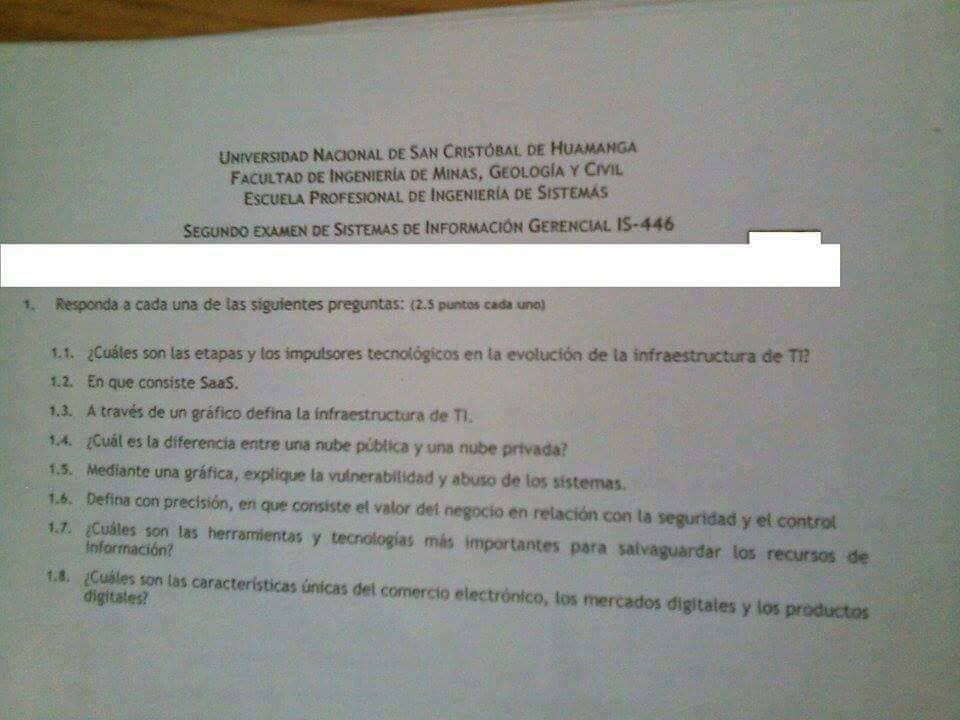 UNIVERSIDAD NACIONAL DE SAN CRISTÓBAL DE HUAMANGA
FACULTAD DE INGENIERÍA DE MINAS, GEOLOGÍA Y CIVIL
ESCUELA PROFESIONAL DE INGENIERÍA DE SISTEMAS
SEGUNDO EXAMEN DE SISTEMAS DE INFORMACIÓN GERENCIAL IS-446
1. Responda a cada una de las siguientes preguntas: (2.5 puntos cada uno)
1.1. ¿Cuáles son las etapas y los impulsores tecnológicos en la evolución de la infraestructura de TI?
1.2. En que consiste SaaS.
1.3. A través de un gráfico defina la infraestructura de TI.
1.4. ¿Cuál es la diferencia entre una nube pública y una nube privada?
1.5. Mediante una gráfica, explique la vulnerabilidad y abuso de los sistemas.
1.6. Defina con precisión, en que consiste el valor del negocio en relación con la seguridad y el control
1.7. ¿Cuáles son las herramientas y tecnologías más importantes para salvaguardar los recursos de
información?
1.8. ¿Cuáles son las características únicas del comercio electrónico, los mercados digitales y los productos
digitales?